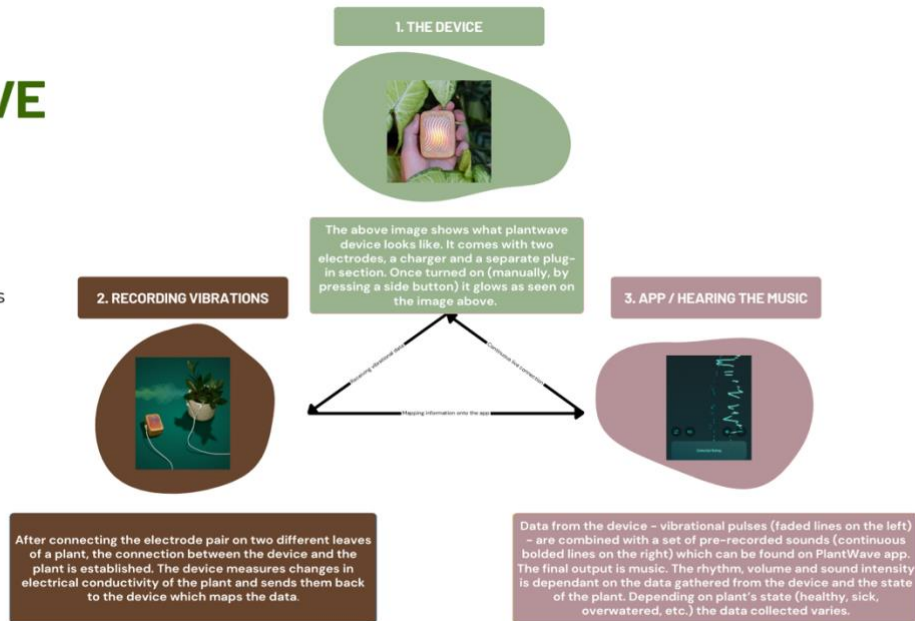 VE
s
1. THE DEVICE
The above image shows what plantwave
device looks like. It comes with two
electrodes, a charger and a separate plug-
in section. Once turned on (manually, by
pressing a side button) it glows as seen on
the image above.
2. RECORDING VIBRATIONS
3. APP / HEARING THE MUSIC
Receiving vibrational data
Continuous live connection
Mapping information onto the app
After connecting the electrode pair on two different leaves
of a plant, the connection between the device and the
plant is established. The device measures changes in
electrical conductivity of the plant and sends them back
to the device which maps the data.
Data from the device - vibrational pulses (faded lines on the left)
- are combined with a set of pre-recorded sounds (continuous
bolded lines on the right) which can be found on PlantWave app.
The final output is music. The rhythm, volume and sound intensity
is dependant on the data gathered from the device and the state
of the plant. Depending on plant's state (healthy, sick,
overwatered, etc.) the data collected varies.